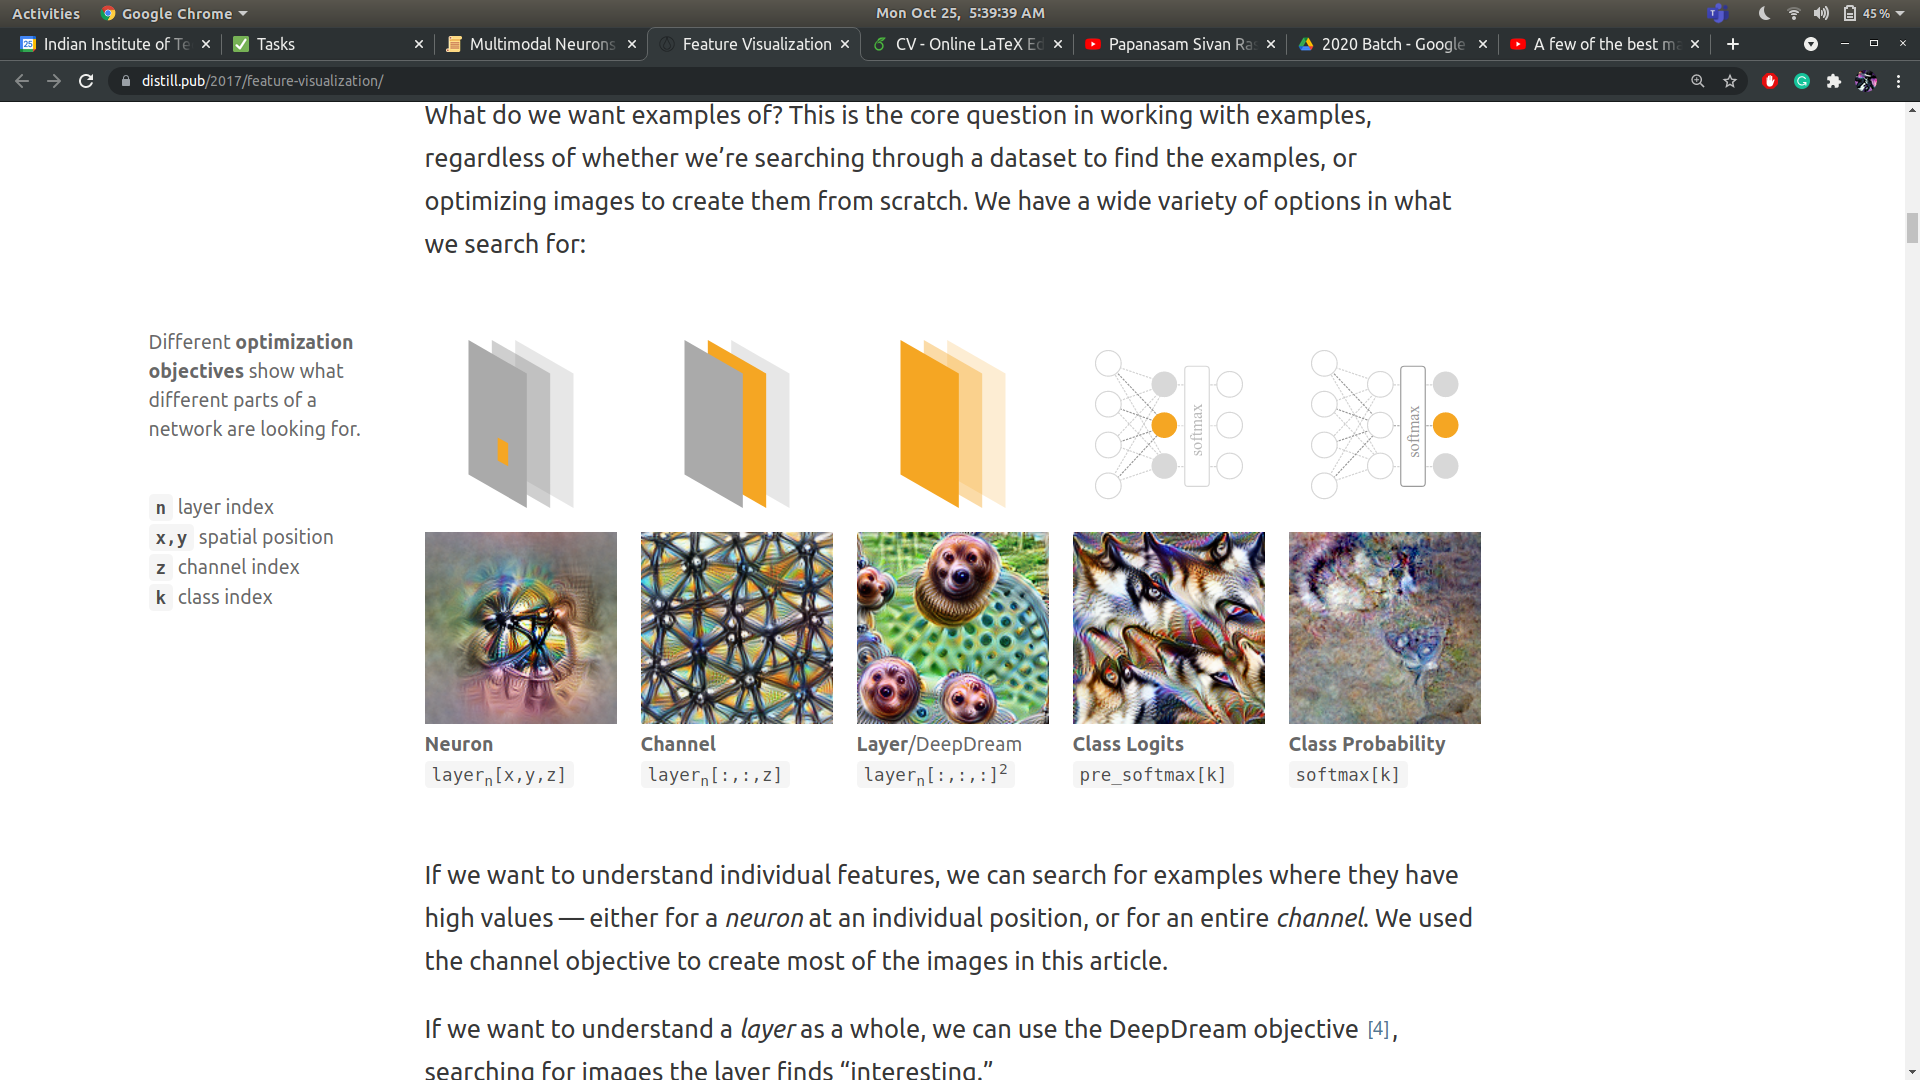 Activities Google Chrome Mon Oct 25, 5:39:39 AM 45 %
Indian Institute of Te Tasks Multimodal Neurons Feature Visualization CV - Online LaTeX Ed Papanasam Sivan Ras 2020 Batch - Google A few of the best ma
distill.pub/2017/feature-visualization/
What do we want examples of? This is the core question in working with examples,
regardless of whether we’re searching through a dataset to find the examples, or
optimizing images to create them from scratch. We have a wide variety of options in what
we search for:
Different optimization
objectives show what
different parts of a
network are looking for.
n layer index
x,y spatial position
z channel index
k class index
softmax softmax
Neuron Channel Layer/DeepDream Class Logits Class Probability
layern[x,y,z] layern[:,:,z] layern[:,:,:]2 pre_softmax[k] softmax[k]
If we want to understand individual features, we can search for examples where they have
high values — either for a neuron at an individual position, or for an entire channel. We used
the channel objective to create most of the images in this article.
If we want to understand a layer as a whole, we can use the DeepDream objective [4],
searching for images the layer finds “interesting.”